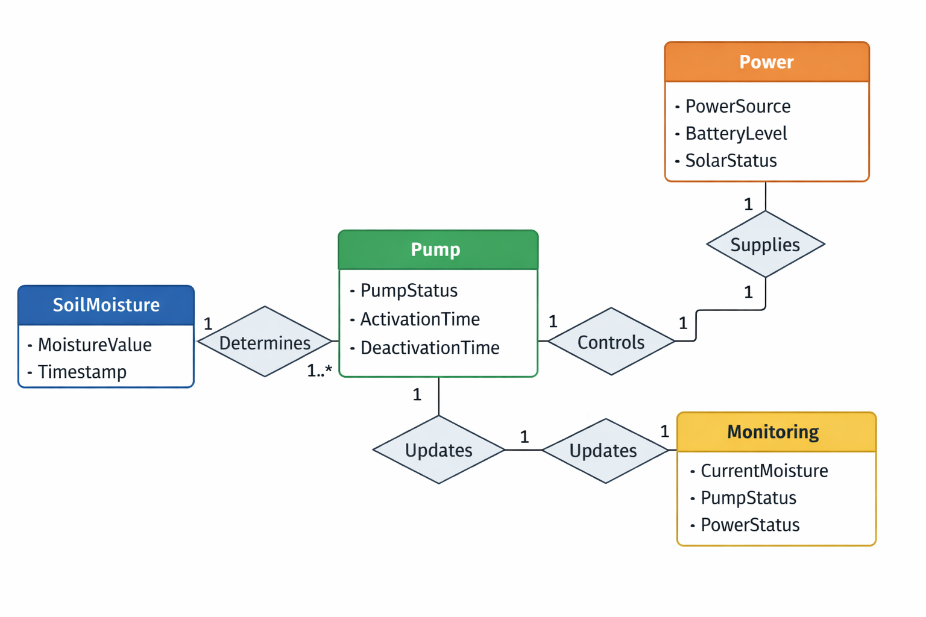 Power
- PowerSource
- BatteryLevel
- SolarStatus
1
Supplies
1
Pump
- PumpStatus
- ActivationTime
- DeactivationTime
SoilMoisture
- MoistureValue
- Timestamp
1
Determines
1..*
1
Controls
1
1
Updates
1
Updates
1
Monitoring
- CurrentMoisture
- PumpStatus
- PowerStatus